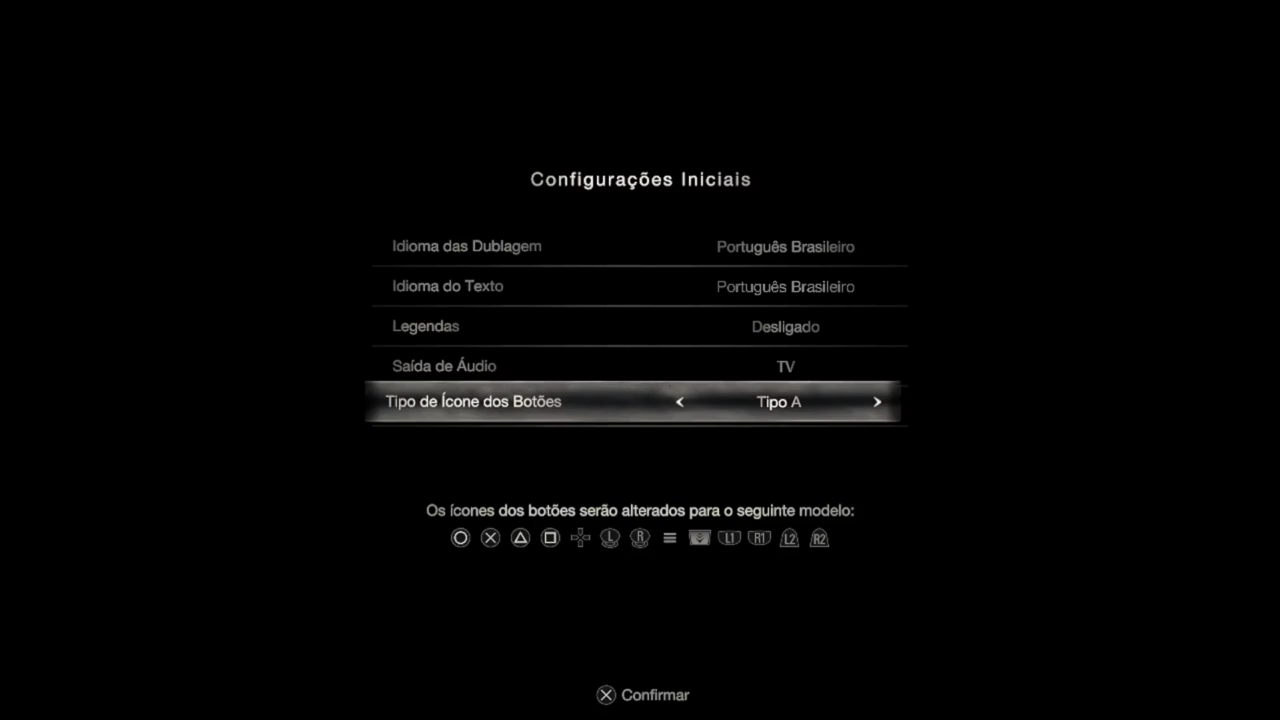 Configurações Iniciais
Idioma das Dublagem Português Brasileiro
Idioma do Texto Português Brasileiro
Legendas Desligado
Saída de Áudio TV
Tipo de Ícone dos Botões Tipo A
Os ícones dos botões serão alterados para o seguinte modelo:
L R L1 R1 L2 R2
Confirmar